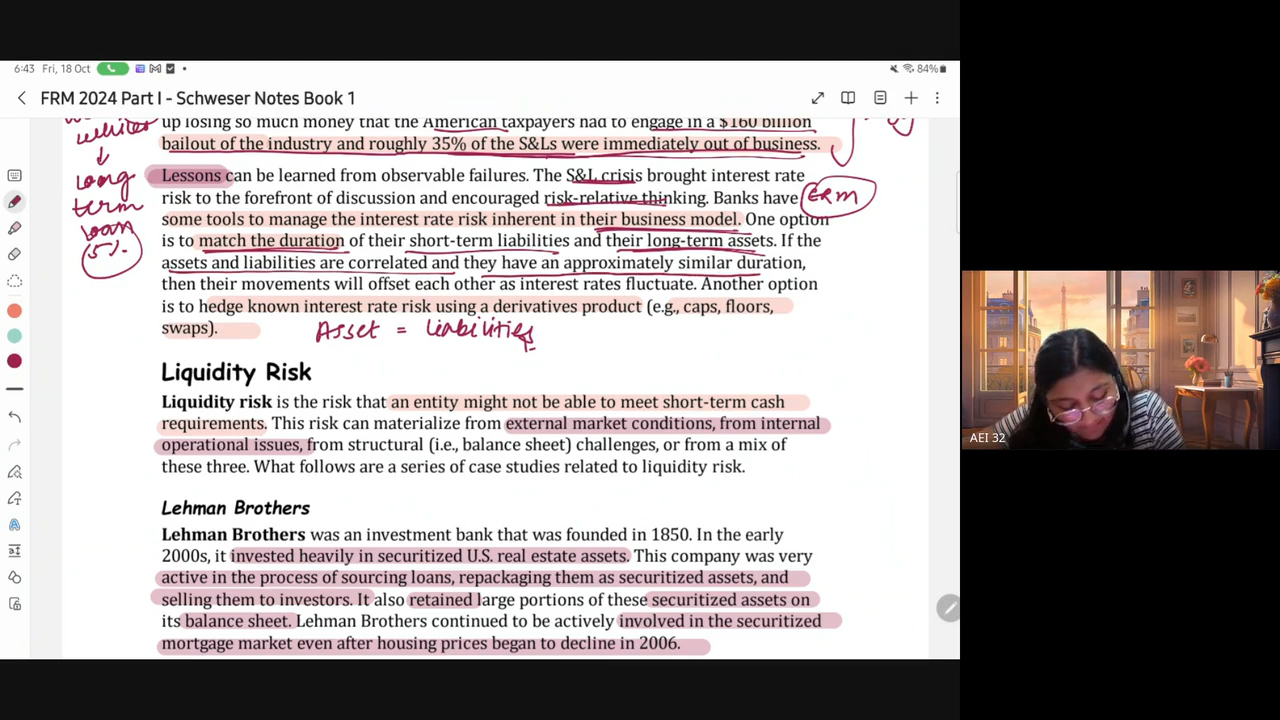 6:43 Fri, 18 Oct 84%
FRM 2024 Part I - Schweser Notes Book 1
up losing so much money that the American taxpayers had to engage in a $160 billion
bailout of the industry and roughly 35% of the S&Ls were immediately out of business.
long
term
loan
5%.
Lessons can be learned from observable failures. The S&L crisis brought interest rate
risk to the forefront of discussion and encouraged risk-relative thinking. Banks have
ERM
some tools to manage the interest rate risk inherent in their business model. One option
is to match the duration of their short-term liabilities and their long-term assets. If the
assets and liabilities are correlated and they have an approximately similar duration,
then their movements will offset each other as interest rates fluctuate. Another option
is to hedge known interest rate risk using a derivatives product (e.g., caps, floors,
swaps).
Asset = liabilities
Liquidity Risk
Liquidity risk is the risk that an entity might not be able to meet short-term cash
requirements. This risk can materialize from external market conditions, from internal
operational issues, from structural (i.e., balance sheet) challenges, or from a mix of
these three. What follows are a series of case studies related to liquidity risk.
Lehman Brothers
Lehman Brothers was an investment bank that was founded in 1850. In the early
2000s, it invested heavily in securitized U.S. real estate assets. This company was very
active in the process of sourcing loans, repackaging them as securitized assets, and
selling them to investors. It also retained large portions of these securitized assets on
its balance sheet. Lehman Brothers continued to be actively involved in the securitized
mortgage market even after housing prices began to decline in 2006.
AEI 32